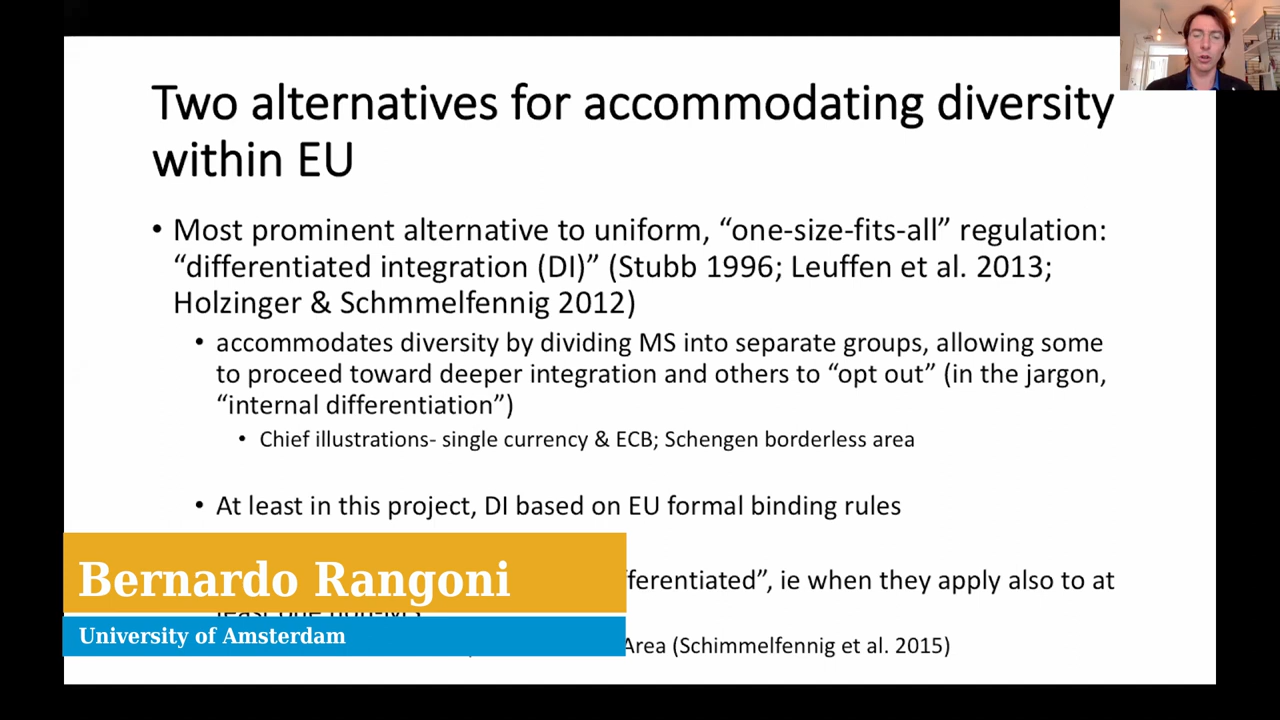 Two alternatives for accommodating diversity
within EU
• Most prominent alternative to uniform, “one-size-fits-all” regulation:
“differentiated integration (DI)” (Stubb 1996; Leuffen et al. 2013;
Holzinger & Schmmelfennig 2012)
• accommodates diversity by dividing MS into separate groups, allowing some
to proceed toward deeper integration and others to “opt out” (in the jargon,
“internal differentiation”)
• Chief illustrations- single currency & ECB; Schengen borderless area
• At least in this project, DI based on EU formal binding rules
ferentiated”, ie when they apply also to at
Bernardo Rangoni
University of Amsterdam
Area (Schimmelfennig et al. 2015)